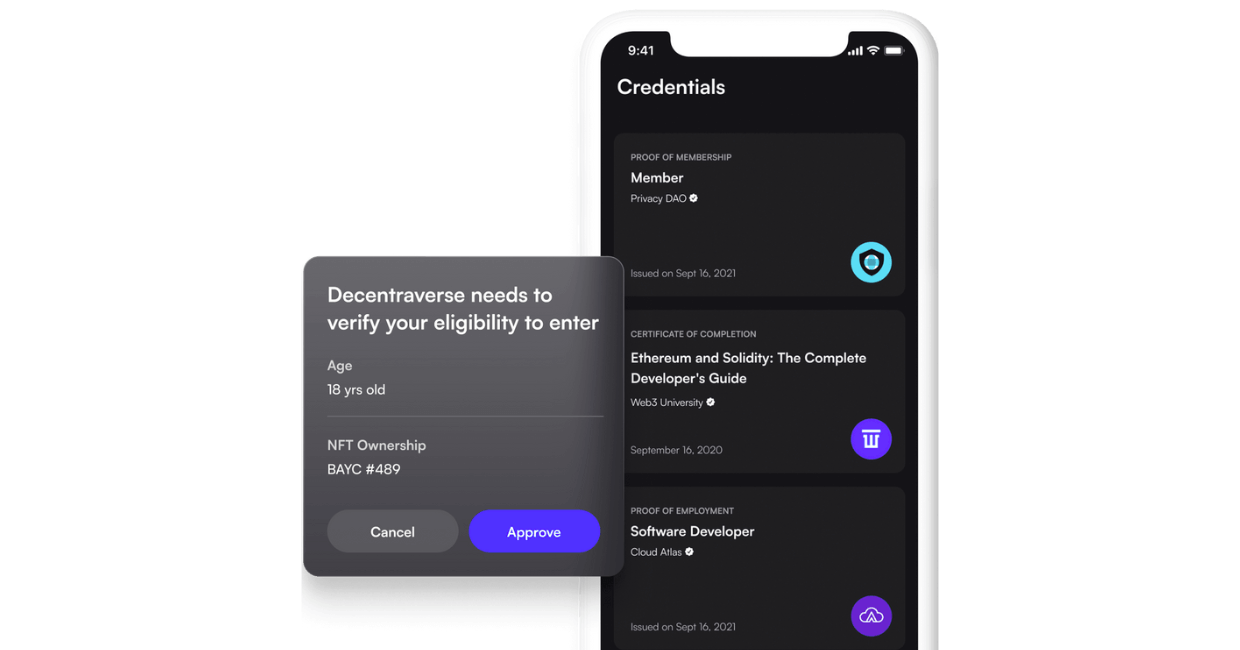 9:41
Credentials
PROOF OF MEMBERSHIP
Member
Privacy DAO
Issued on Sept 16, 2021
CERTIFICATE OF COMPLETION
Ethereum and Solidity: The Complete
Developer's Guide
Web3 University
September 16, 2020
PROOF OF EMPLOYMENT
Software Developer
Cloud Atlas
Issued on Sept 16, 2021
Decentraverse needs to
verify your eligibility to enter
Age
18 yrs old
NFT Ownership
BAYC #489
Cancel
Approve